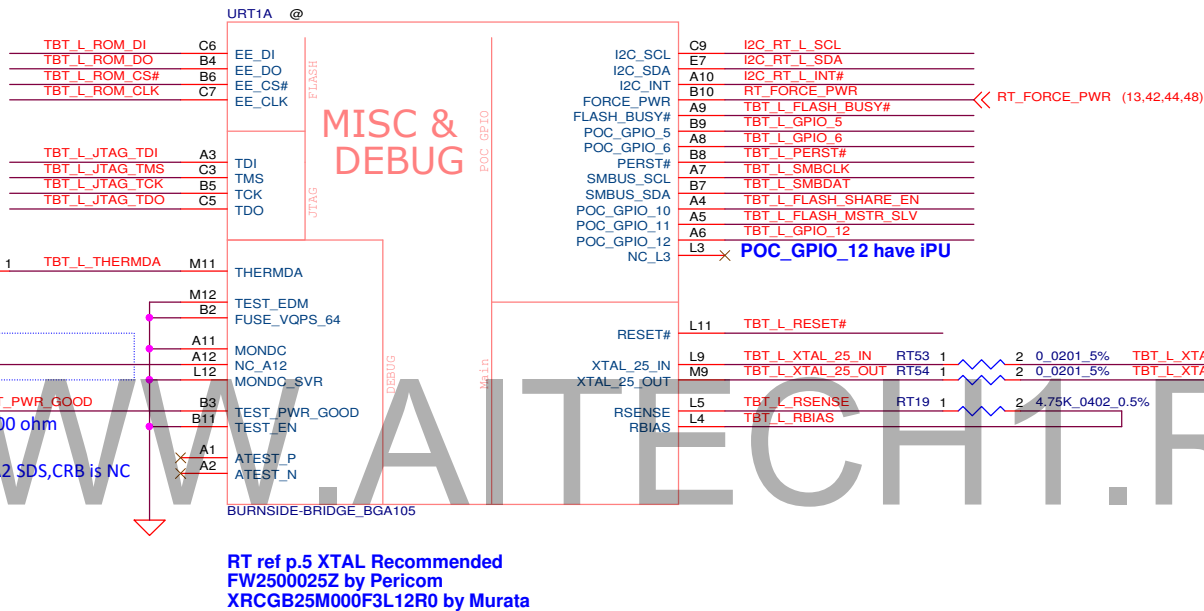 URT1A @
TBT_L_ROM_DI C6 EE_DI
TBT_L_ROM_DO B4 EE_DO
TBT_L_ROM_CS# B6 EE_CS#
TBT_L_ROM_CLK C7 EE_CLK
FLASH
TBT_L_JTAG_TDI A3 TDI
TBT_L_JTAG_TMS C3 TMS
TBT_L_JTAG_TCK B5 TCK
TBT_L_JTAG_TDO C5 TDO
JTAG
MISC &
DEBUG
POC GPIO
I2C_SCL C9 I2C_RT_L_SCL
I2C_SDA E7 I2C_RT_L_SDA
I2C_INT A10 I2C_RT_L_INT#
FORCE_PWR B10 RT_FORCE_PWR RT_FORCE_PWR (13,42,44,48)
FLASH_BUSY# A9 TBT_L_FLASH_BUSY#
POC_GPIO_5 B9 TBT_L_GPIO_5
POC_GPIO_6 A8 TBT_L_GPIO_6
PERST# B8 TBT_L_PERST#
SMBUS_SCL A7 TBT_L_SMBCLK
SMBUS_SDA B7 TBT_L_SMBDAT
POC_GPIO_10 A4 TBT_L_FLASH_SHARE_EN
POC_GPIO_11 A5 TBT_L_FLASH_MSTR_SLV
POC_GPIO_12 A6 TBT_L_GPIO_12
NC_L3 L3
POC_GPIO_12 have iPU
1 TBT_L_THERMDA M11 THERMDA
M12 TEST_EDM
B2 FUSE_VQPS_64
A11 MONDC
A12 NC_A12
L12 MONDC_SVR
T_PWR_GOOD B3 TEST_PWR_GOOD
00 ohm
B11 TEST_EN
A1 ATEST_P
A2 ATEST_N
2 SDS,CRB is NC
DEBUG
Main
RESET# L11 TBT_L_RESET#
XTAL_25_IN L9 TBT_L_XTAL_25_IN RT53 1 2 0_0201_5% TBT_L_XTA
XTAL_25_OUT M9 TBT_L_XTAL_25_OUT RT54 1 2 0_0201_5% TBT_L_XTA
RSENSE L5 TBT_L_RSENSE RT19 1 2 4.75K_0402_0.5%
RBIAS L4 TBT_L_RBIAS
WW.AITECH1.R
BURNSIDE-BRIDGE_BGA105
RT ref p.5 XTAL Recommended
FW2500025Z by Pericom
XRCGB25M000F3L12R0 by Murata